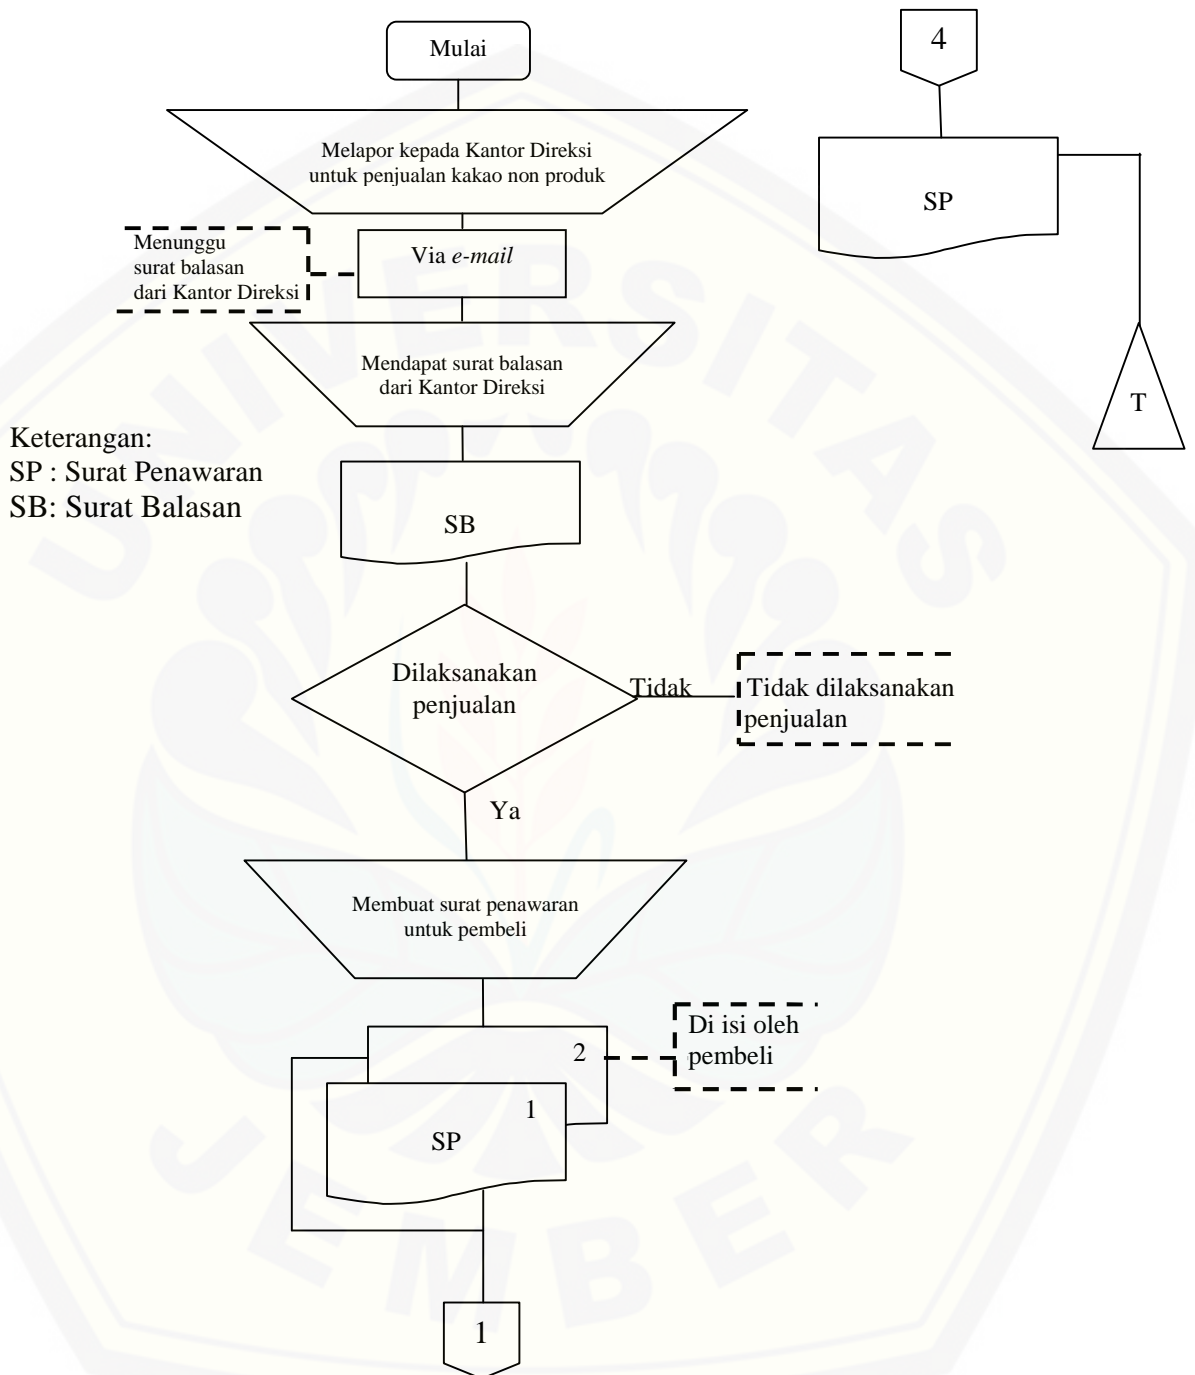 Mulai
Melapor kepada Kantor Direksi
untuk penjualan kakao non produk
Via e-mail
Menunggu
surat balasan
dari Kantor Direksi
Mendapat surat balasan
dari Kantor Direksi
Keterangan:
SP : Surat Penawaran
SB: Surat Balasan
SB
Dilaksanakan
penjualan
Tidak
Tidak dilaksanakan
penjualan
Ya
Membuat surat penawaran
untuk pembeli
2
Di isi oleh
pembeli
1
SP
1
4
SP
T
UNIVERSITAS
JEMBER